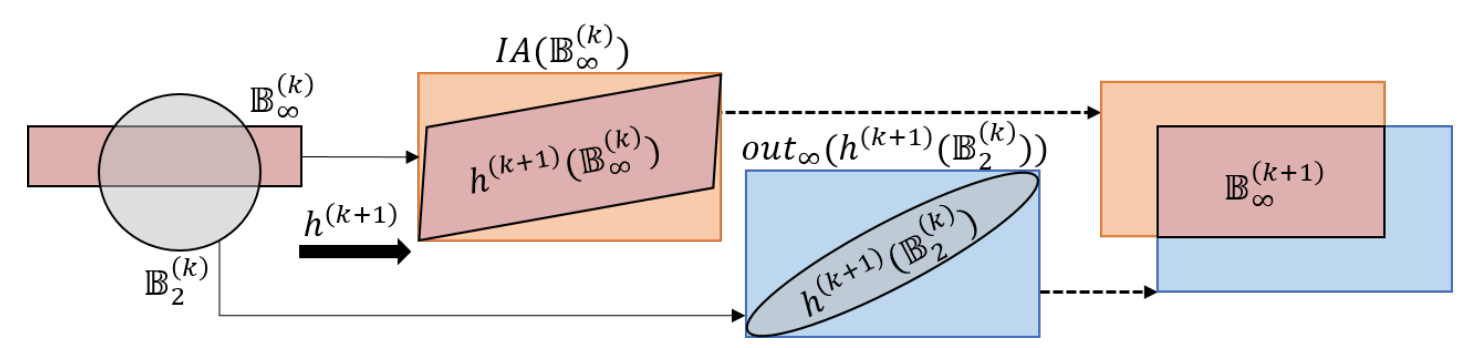 𝔹∞^(k)
𝔹₂^(k)
h^(k+1)
IA(𝔹∞^(k))
h^(k+1)(𝔹∞^(k))
out∞(h^(k+1)(𝔹₂^(k)))
h^(k+1)(𝔹₂^(k))
𝔹∞^(k+1)